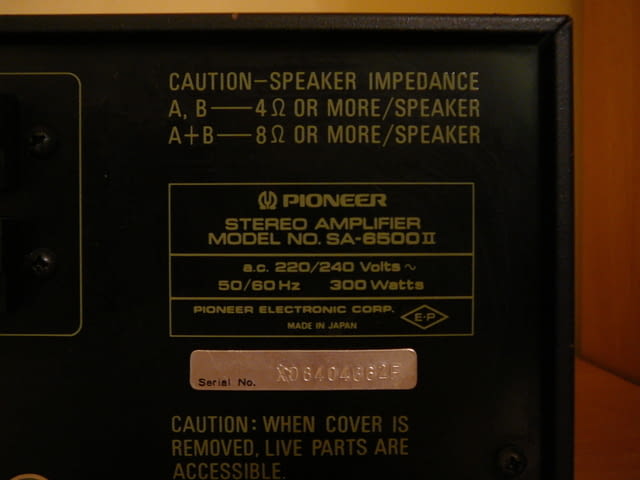 CAUTION—SPEAKER IMPEDANCE
A, B—4Ω OR MORE/SPEAKER
A+B—8Ω OR MORE/SPEAKER
PIONEER
STEREO AMPLIFIER
MODEL NO. SA-6500 II
a.c. 220/240 Volts ~
50/60 Hz 300 Watts
PIONEER ELECTRONIC CORP. E-P
MADE IN JAPAN
Serial No.
CAUTION: WHEN COVER IS
REMOVED, LIVE PARTS ARE
ACCESSIBLE.